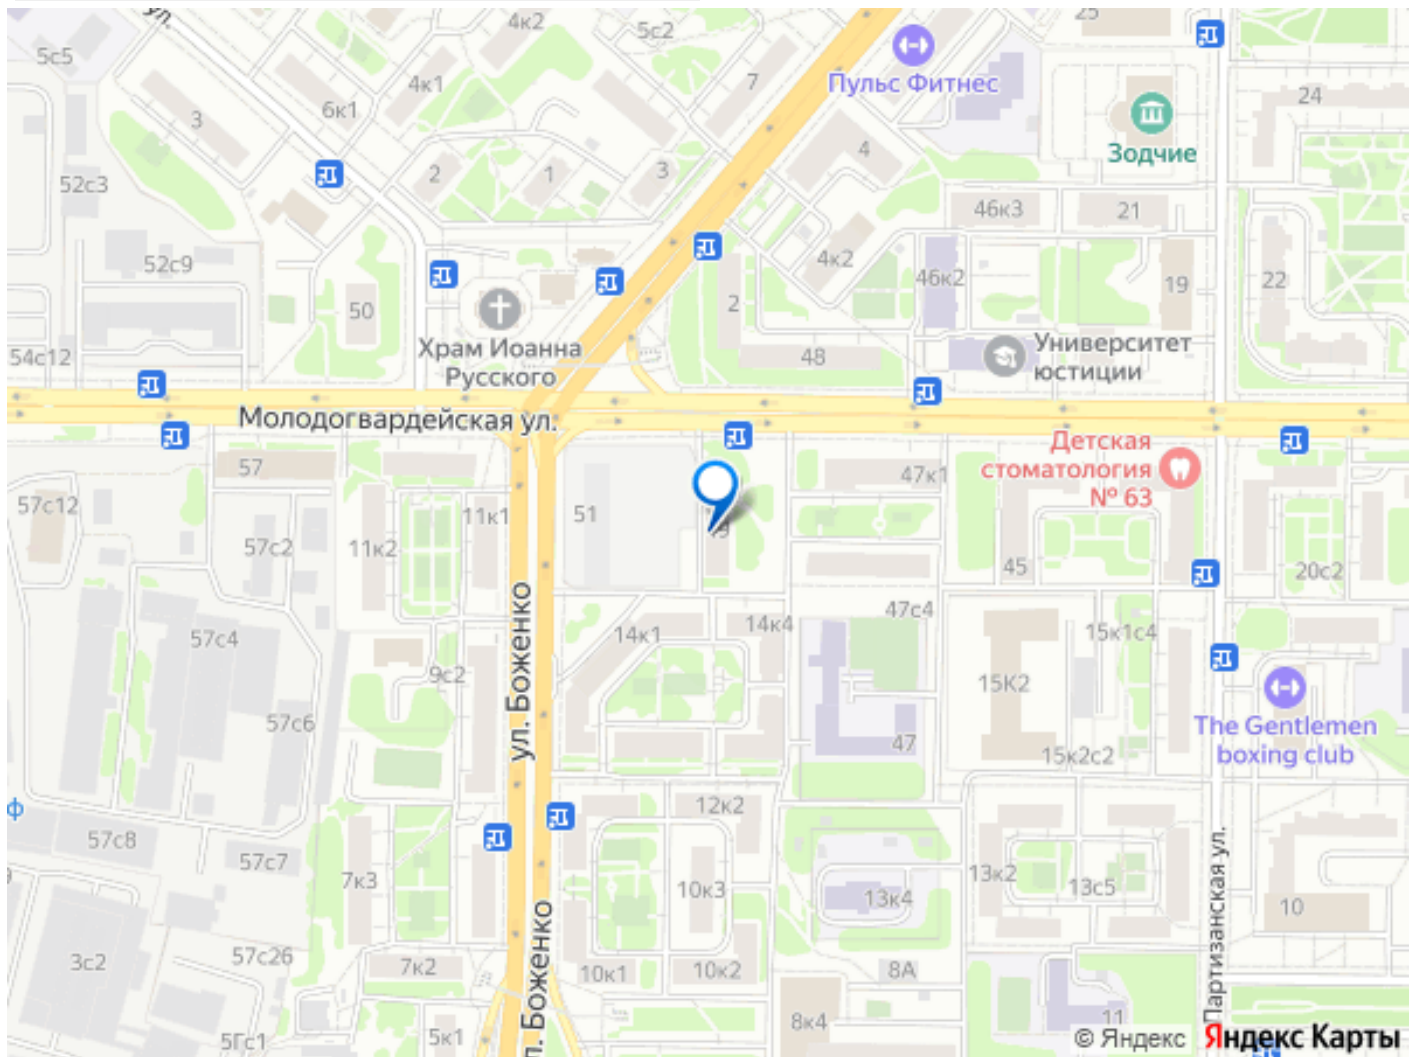 4к2
5с2
25
ул.
5с5
4к1
7
Пульс Фитнес
24
3
6к1
4
Зодчие
52с3
2
1
3
46к3
21
52с9
4к2
46к2
19
22
50
2
54с12
Храм Иоанна
Русского
48
Университет
юстиции
Молодогвардейская ул.
Детская
стоматология
№ 63
57
47к1
57с12
11к1
51
57с2
11к2
45
20с2
47с4
57с4
14к1
14к4
15к1с4
9с2
ул. Боженко
15К2
57с6
47
15к2с2
The Gentlemen
boxing club
12к2
ф
57с8
57с7
7к3
10к3
13к4
13к2
13с5
10
Партизанская ул.
57с26
3с2
7к2
10к1
10к2
8А
л. Боженко
5Гс1
5к1
8к4
11
© Яндекс
Яндекс Карты